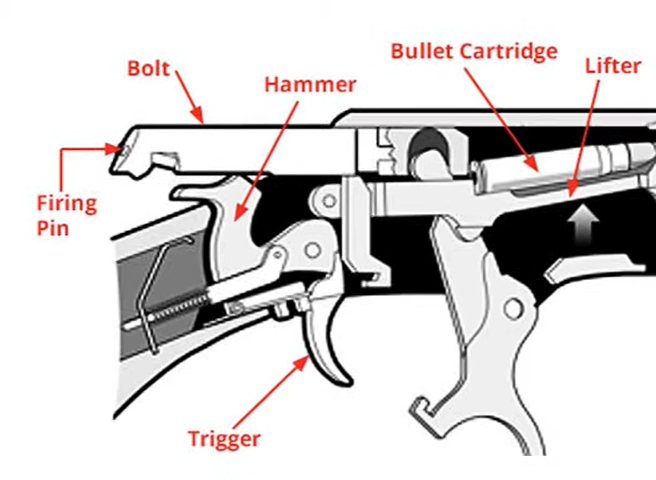 Bullet Cartridge
Bolt
Lifter
Hammer
Firing
Pin
Trigger